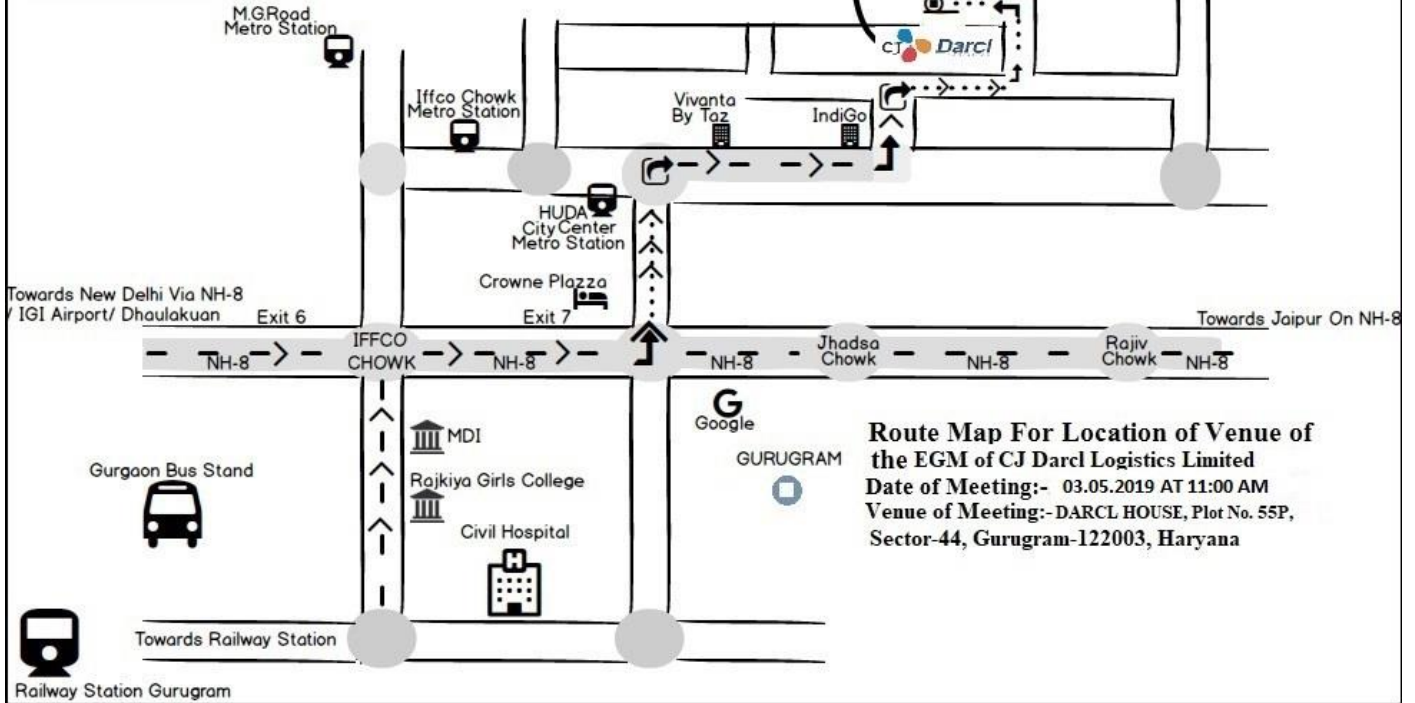 M.G.Road
Metro Station
CJ Darcl
Iffco Chowk
Metro Station
Vivanta
By Taz
IndiGo
HUDA
City Center
Metro Station
Crowne Plazza
Towards New Delhi Via NH-8
/ IGI Airport/ Dhaulakuan
Exit 6
Exit 7
Towards Jaipur On NH-8
NH-8
IFFCO
CHOWK
NH-8
NH-8
Jhadsa
Chowk
NH-8
Rajiv
Chowk
NH-8
G
Google
MDI
GURUGRAM
Gurgaon Bus Stand
Rajkiya Girls College
Civil Hospital
H
Route Map For Location of Venue of
the EGM of CJ Darcl Logistics Limited
Date of Meeting:- 03.05.2019 AT 11:00 AM
Venue of Meeting:-DARCL HOUSE, Plot No. 55P,
Sector-44, Gurugram-122003, Haryana
Towards Railway Station
Railway Station Gurugram